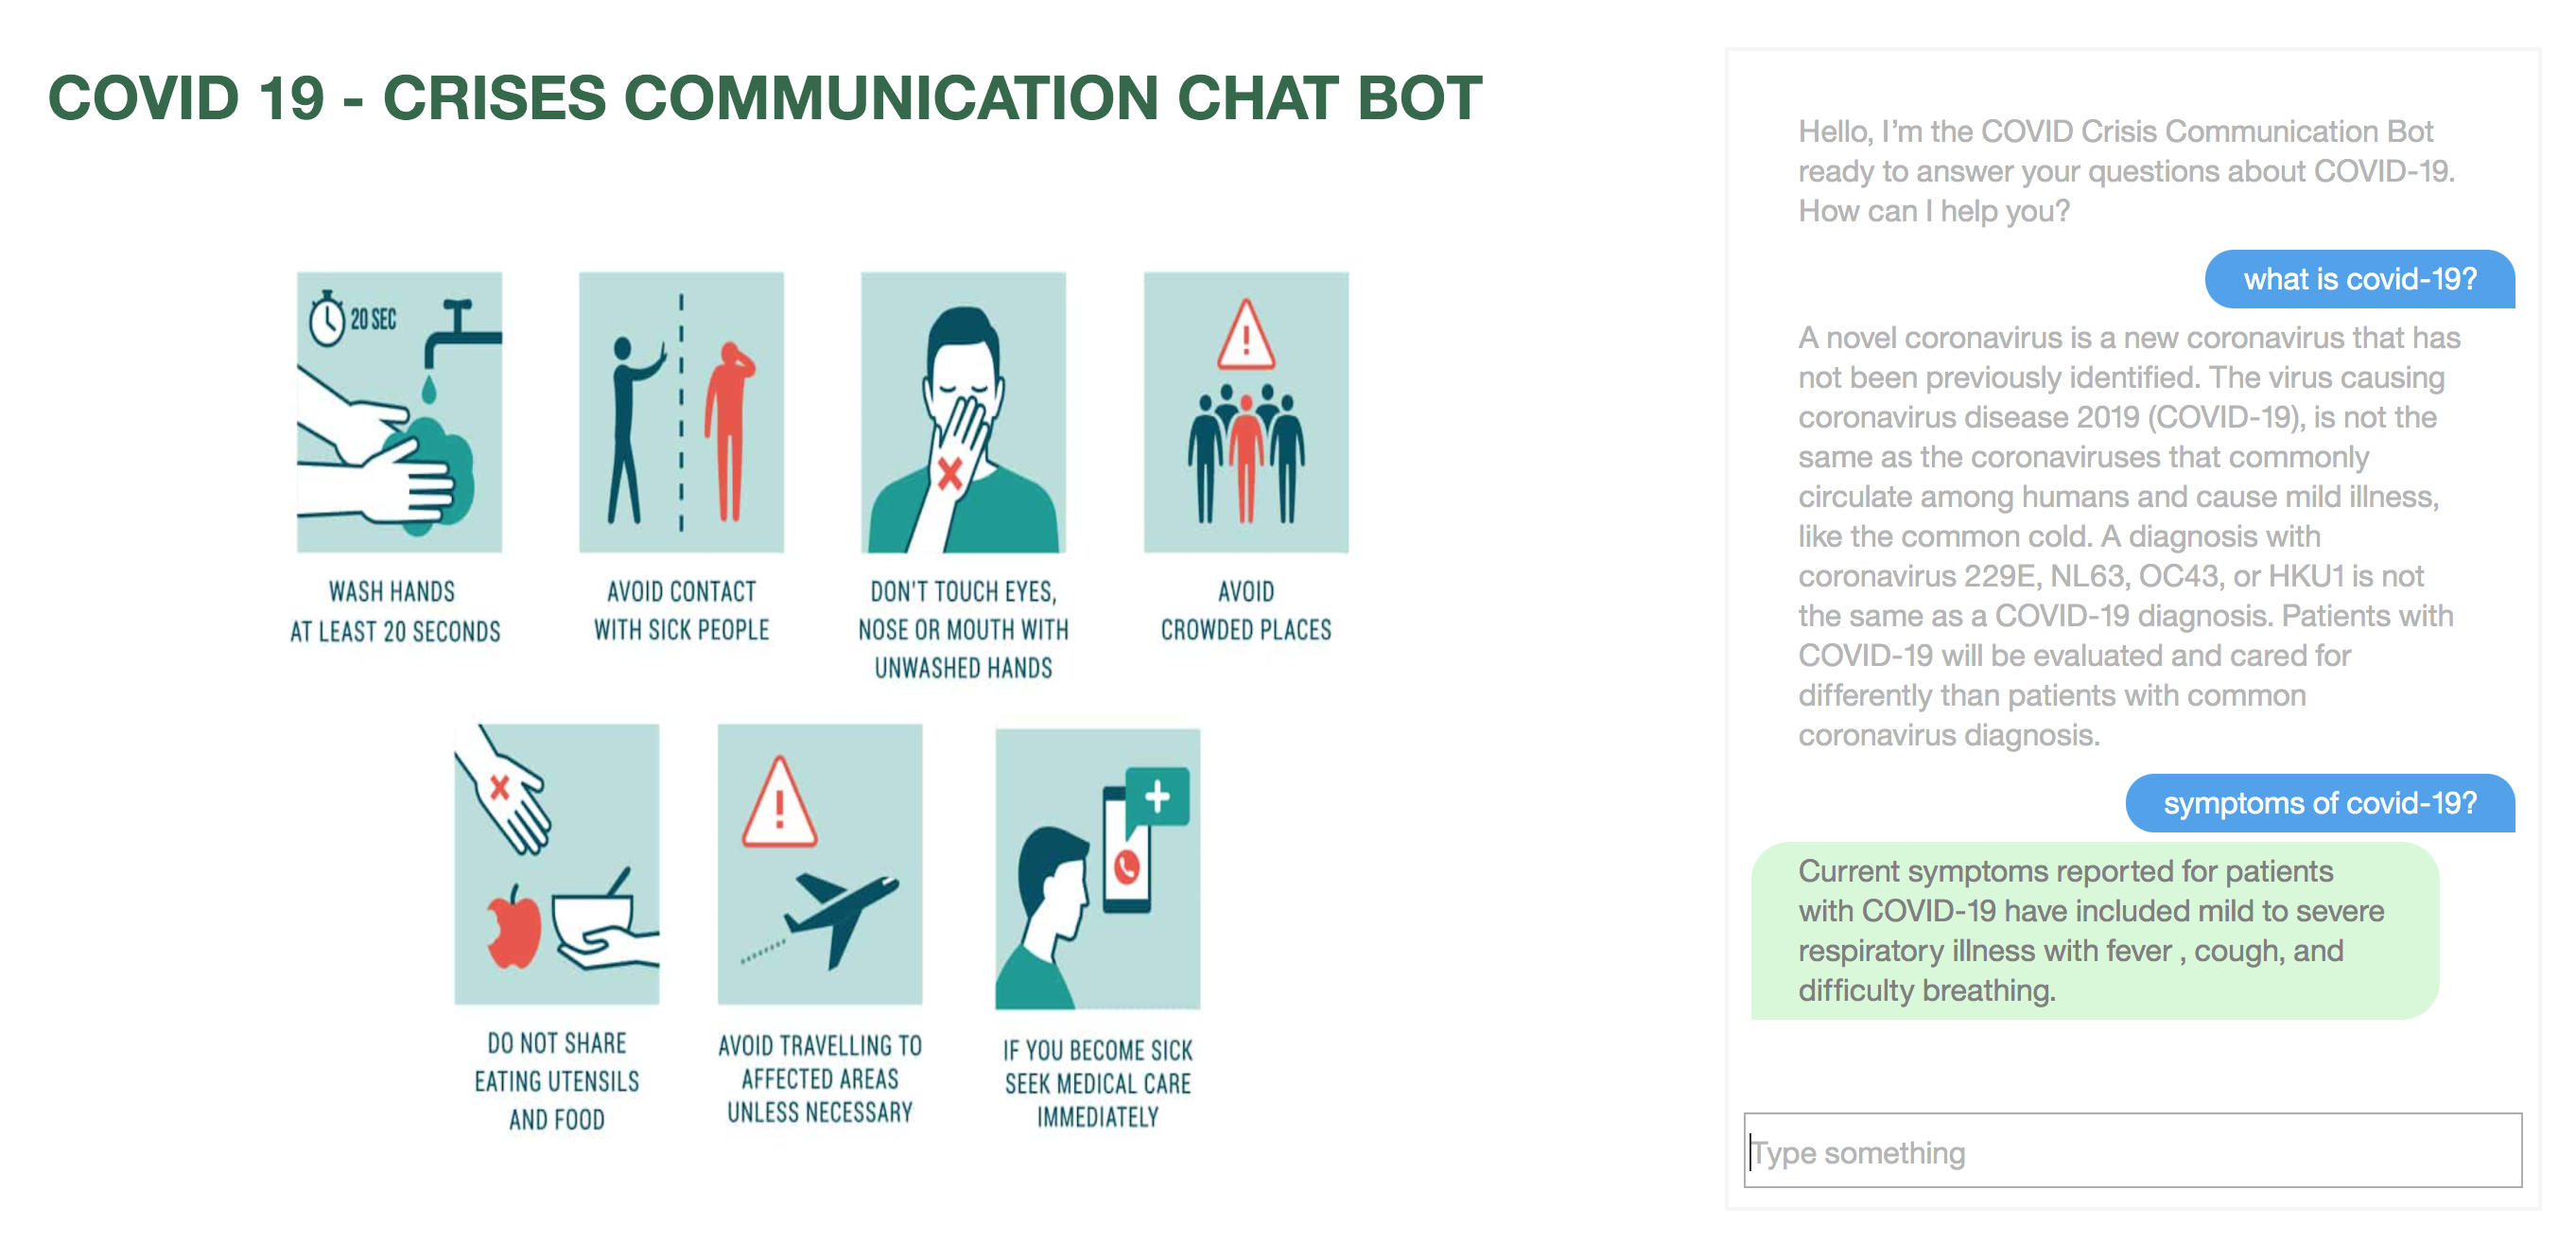 COVID 19 - CRISES COMMUNICATION CHAT BOT
20 SEC
WASH HANDS
AT LEAST 20 SECONDS
AVOID CONTACT
WITH SICK PEOPLE
DON'T TOUCH EYES,
NOSE OR MOUTH WITH
UNWASHED HANDS
AVOID
CROWDED PLACES
DO NOT SHARE
EATING UTENSILS
AND FOOD
AVOID TRAVELLING TO
AFFECTED AREAS
UNLESS NECESSARY
IF YOU BECOME SICK
SEEK MEDICAL CARE
IMMEDIATELY
Hello, I'm the COVID Crisis Communication Bot
ready to answer your questions about COVID-19.
How can I help you?
what is covid-19?
A novel coronavirus is a new coronavirus that has
not been previously identified. The virus causing
coronavirus disease 2019 (COVID-19), is not the
same as the coronaviruses that commonly
circulate among humans and cause mild illness,
like the common cold. A diagnosis with
coronavirus 229E, NL63, OC43, or HKU1 is not
the same as a COVID-19 diagnosis. Patients with
COVID-19 will be evaluated and cared for
differently than patients with common
coronavirus diagnosis.
symptoms of covid-19?
Current symptoms reported for patients
with COVID-19 have included mild to severe
respiratory illness with fever , cough, and
difficulty breathing.
Type something